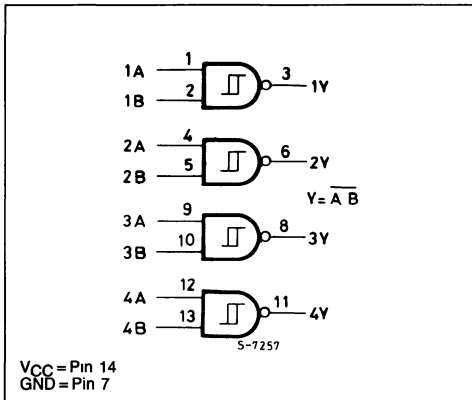 1A 1 3 1Y
1B 2
2A 4 6 2Y
2B 5
Y = A̅ ̅B̅
3A 9 8 3Y
3B 10
4A 12 11 4Y
4B 13
S-7257
VCC = Pin 14
GND = Pin 7